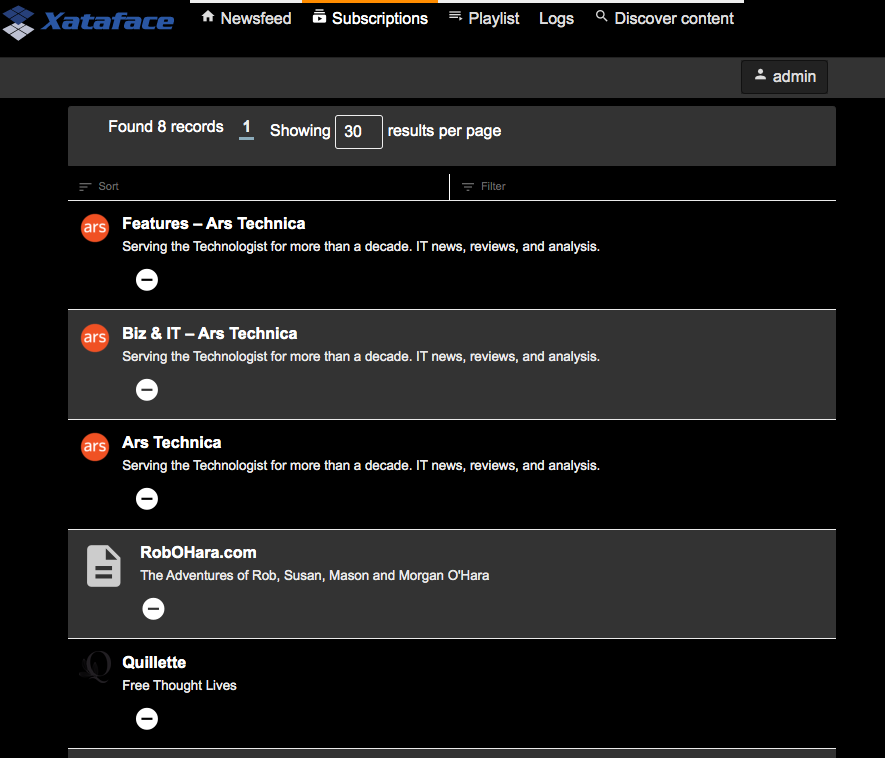 Xataface
Newsfeed
Subscriptions
Playlist
Logs
Discover content
admin
Found 8 records 1 Showing 30 results per page
Sort
Filter
ars
Features – Ars Technica
Serving the Technologist for more than a decade. IT news, reviews, and analysis.
ars
Biz & IT – Ars Technica
Serving the Technologist for more than a decade. IT news, reviews, and analysis.
ars
Ars Technica
Serving the Technologist for more than a decade. IT news, reviews, and analysis.
RobOHara.com
The Adventures of Rob, Susan, Mason and Morgan O'Hara
Q
Quillette
Free Thought Lives